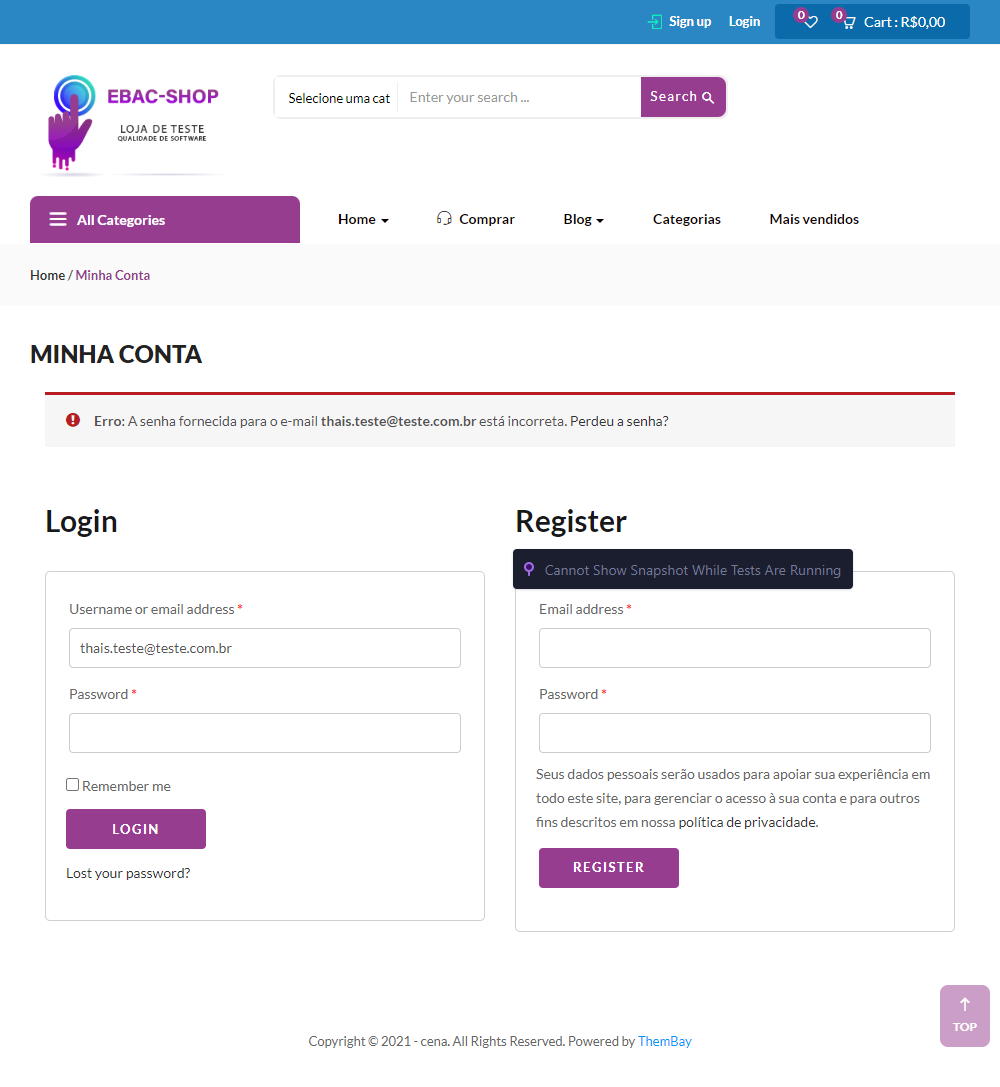 Sign up Login 0 0 Cart : R$0,00
EBAC-SHOP
LOJA DE TESTE
QUALIDADE DE SOFTWARE
Selecione uma cat Enter your search ... Search
All Categories Home Comprar Blog Categorias Mais vendidos
Home / Minha Conta
MINHA CONTA
Erro: A senha fornecida para o e-mail thais.teste@teste.com.br está incorreta. Perdeu a senha?
Login
Username or email address *
thais.teste@teste.com.br
Password *
Remember me
LOGIN
Lost your password?
Register
Cannot Show Snapshot While Tests Are Running
Email address *
Password *
Seus dados pessoais serão usados para apoiar sua experiência em
todo este site, para gerenciar o acesso à sua conta e para outros
fins descritos em nossa política de privacidade.
REGISTER
TOP
Copyright © 2021 - cena. All Rights Reserved. Powered by ThemBay